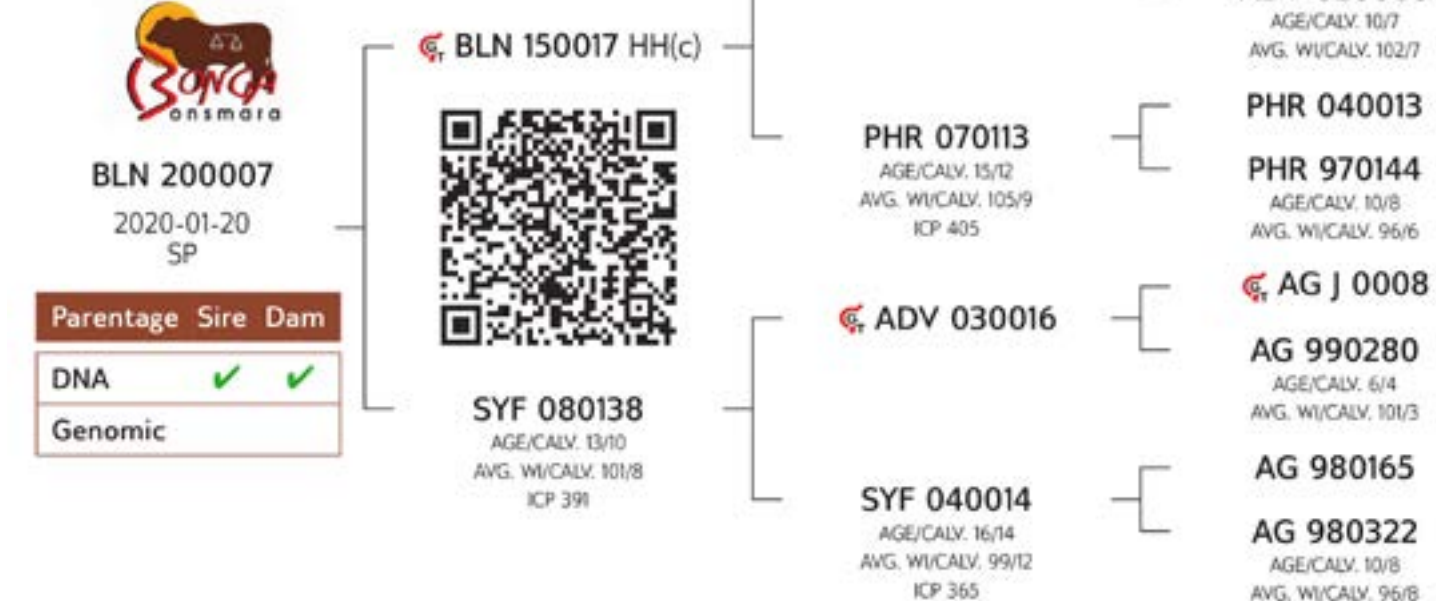 BONGA
onsmara
BLN 200007
2020-01-20
SP
Parentage Sire Dam
DNA ✔ ✔
Genomic
BLN 150017 HH(c)
SYF 080138
AGE/CALV. 13/10
AVG. WI/CALV. 101/8
ICP 391
PHR 070113
AGE/CALV. 15/12
AVG. WI/CALV. 105/9
ICP 405
ADV 030016
SYF 040014
AGE/CALV. 16/14
AVG. WI/CALV. 99/12
ICP 365
AGE/CALV. 10/7
AVG. WI/CALV. 102/7
PHR 040013
PHR 970144
AGE/CALV. 10/8
AVG. WI/CALV. 96/6
AG J 0008
AG 990280
AGE/CALV. 6/4
AVG. WI/CALV. 101/3
AG 980165
AG 980322
AGE/CALV. 10/8
AVG. WI/CALV. 96/8